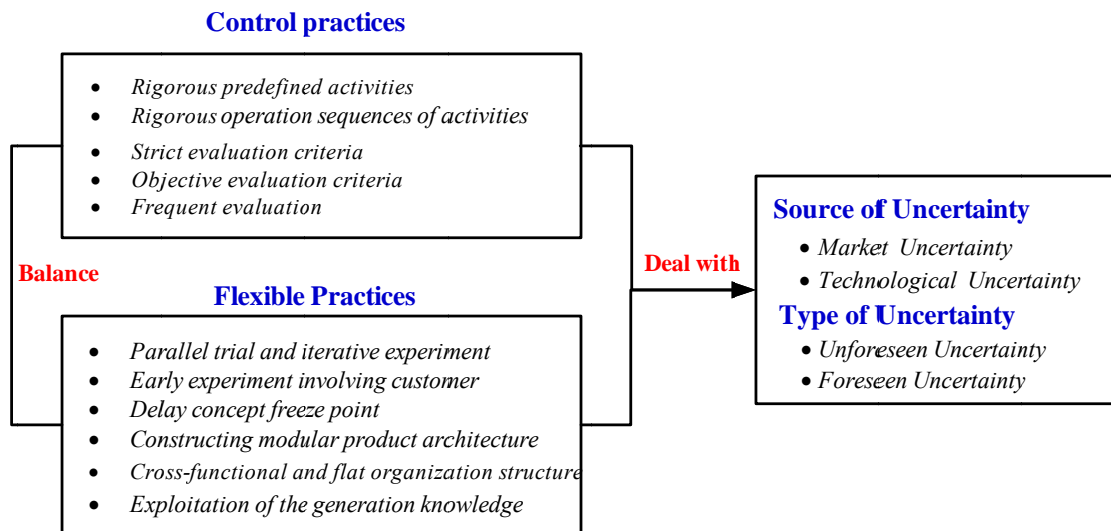 Control practices
• Rigorous predefined activities
• Rigorous operation sequences of activities
• Strict evaluation criteria
• Objective evaluation criteria
• Frequent evaluation
Balance
Flexible Practices
• Parallel trial and iterative experiment
• Early experiment involving customer
• Delay concept freeze point
• Constructing modular product architecture
• Cross-functional and flat organization structure
• Exploitation of the generation knowledge
Deal with
Source of Uncertainty
• Market Uncertainty
• Technological Uncertainty
Type of Uncertainty
• Unforeseen Uncertainty
• Foreseen Uncertainty